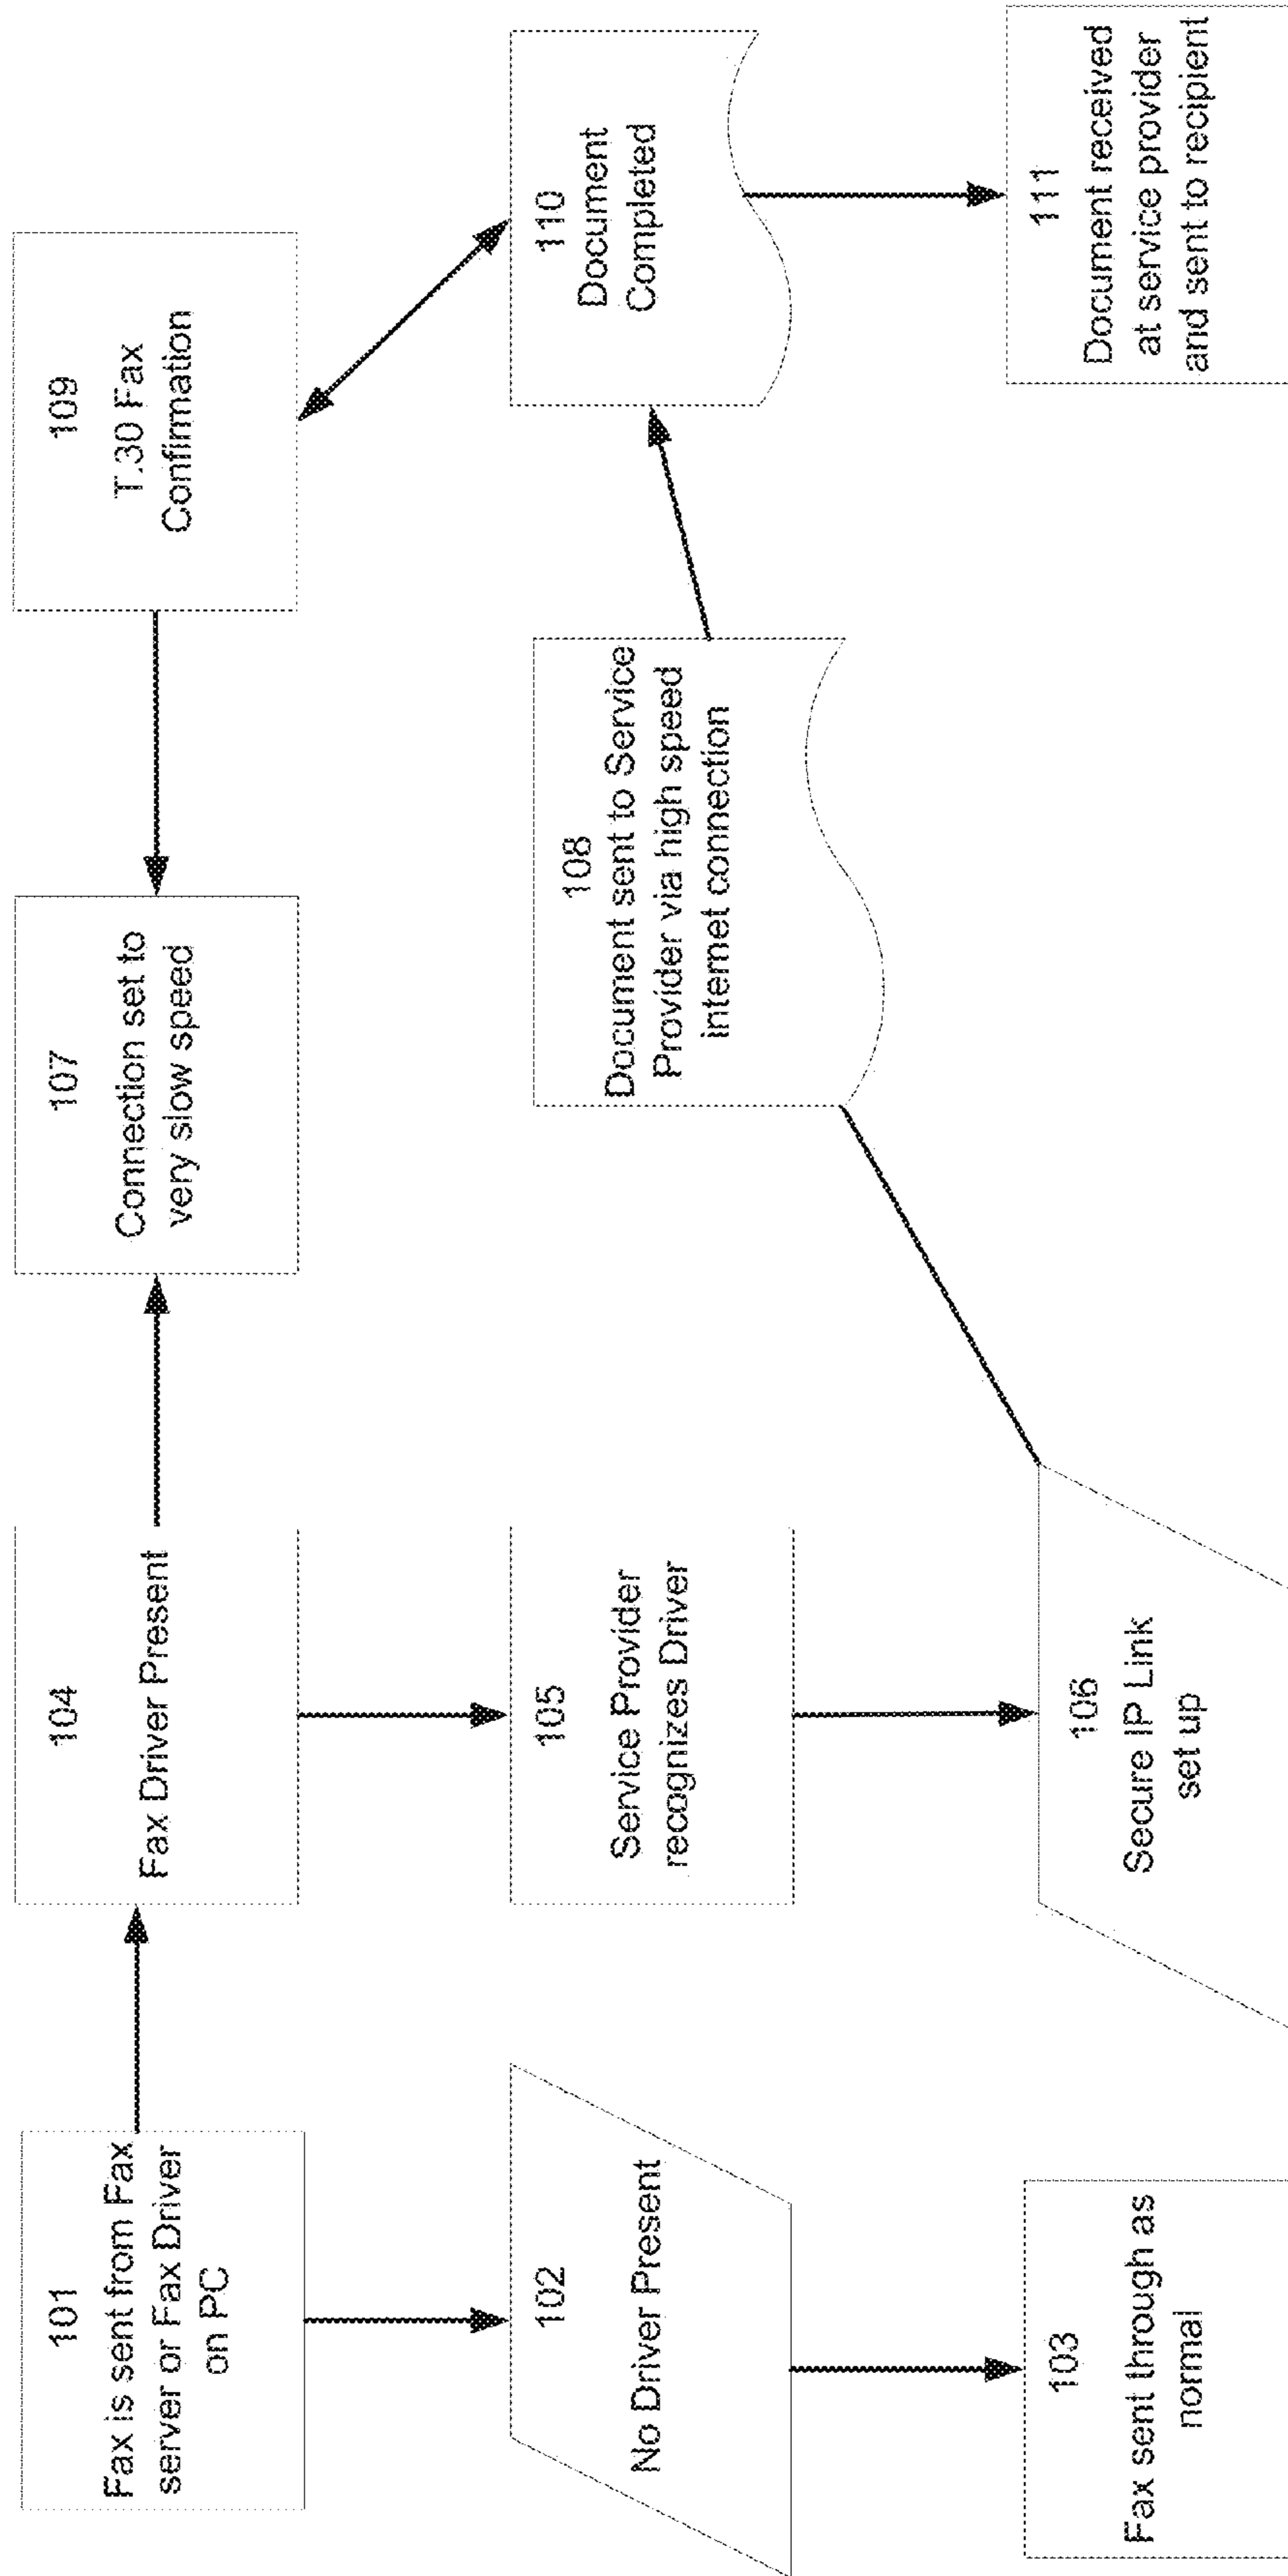 101
Fax is sent from Fax
server or Fax Driver
on PC
102
No Driver Present
103
Fax sent through as
normal
104
Fax Driver Present
105
Service Provider
recognizes Driver
106
Secure IP Link
set up
107
Connection set to
very slow speed
108
Document sent to Service
Provider via high speed
internet connection
109
T.30 Fax
Confirmation
110
Document
Completed
111
Document received
at service provider
and sent to recipient